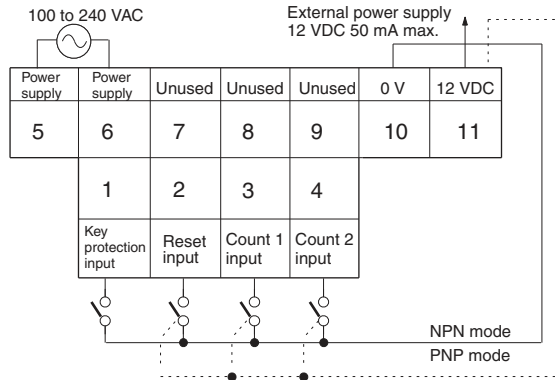 100 to 240 VAC
External power supply
12 VDC 50 mA max.
Power supply
Power supply
Unused
Unused
Unused
0 V
12 VDC
5
6
7
8
9
10
11
1
2
3
4
Key protection input
Reset input
Count 1 input
Count 2 input
NPN mode
PNP mode